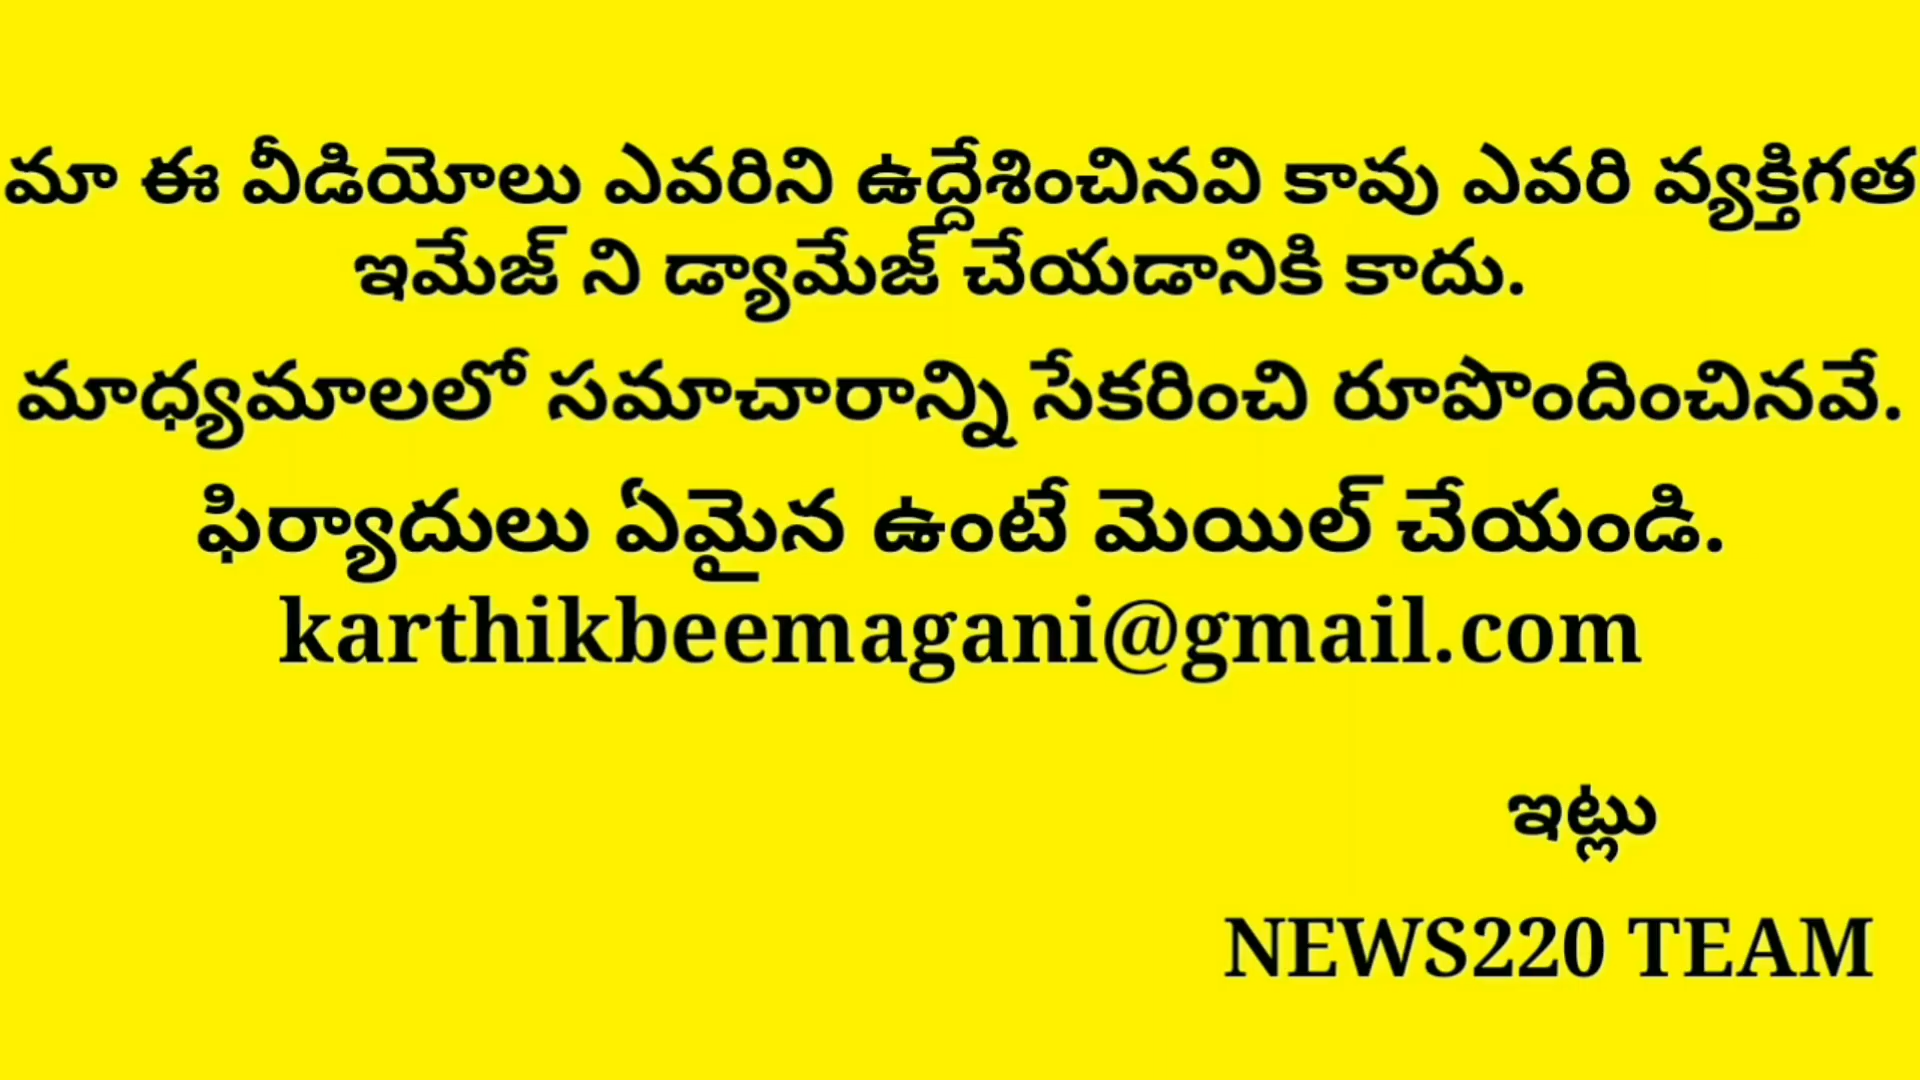 మా ఈ వీడియోలు ఎవరిని ఉద్దేశించినవి కావు ఎవరి వ్యక్తిగత
ఇమేజ్ ని డ్యామేజ్ చేయడానికి కాదు.
మాధ్యమాలలో సమాచారాన్ని సేకరించి రూపొందించినవే.
ఫిర్యాదులు ఏమైన ఉంటే మెయిల్ చేయండి.
karthikbeemagani@gmail.com
ఇట్లు
NEWS220 TEAM